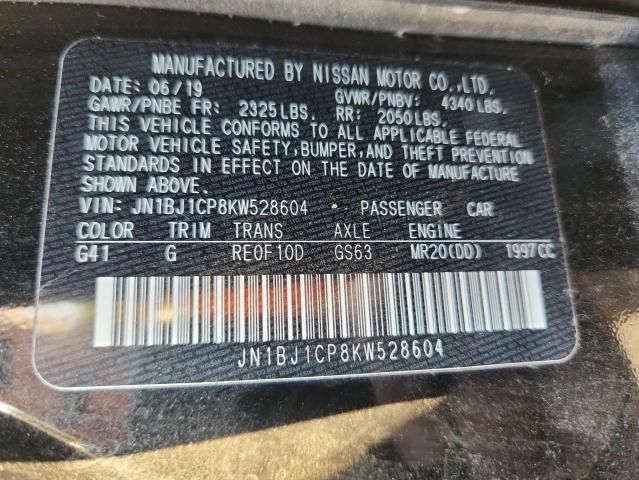 MANUFACTURED BY NISSAN MOTOR CO.,LTD.
DATE: 06/19 GVWR/PNBV: 4340 LBS.
GAWR/PNBE FR: 2325 LBS. RR: 2050 LBS.
THIS VEHICLE CONFORMS TO ALL APPLICABLE FEDERAL
MOTOR VEHICLE SAFETY, BUMPER, AND THEFT PREVENTION
STANDARDS IN EFFECT ON THE DATE OF MANUFACTURE
SHOWN ABOVE.
VIN: JN1BJ1CP8KW528604 PASSENGER CAR
COLOR TRIM TRANS AXLE ENGINE
G41 G RE0F10D GS63 MR20(DD) 1997CC
JN1BJ1CP8KW528604